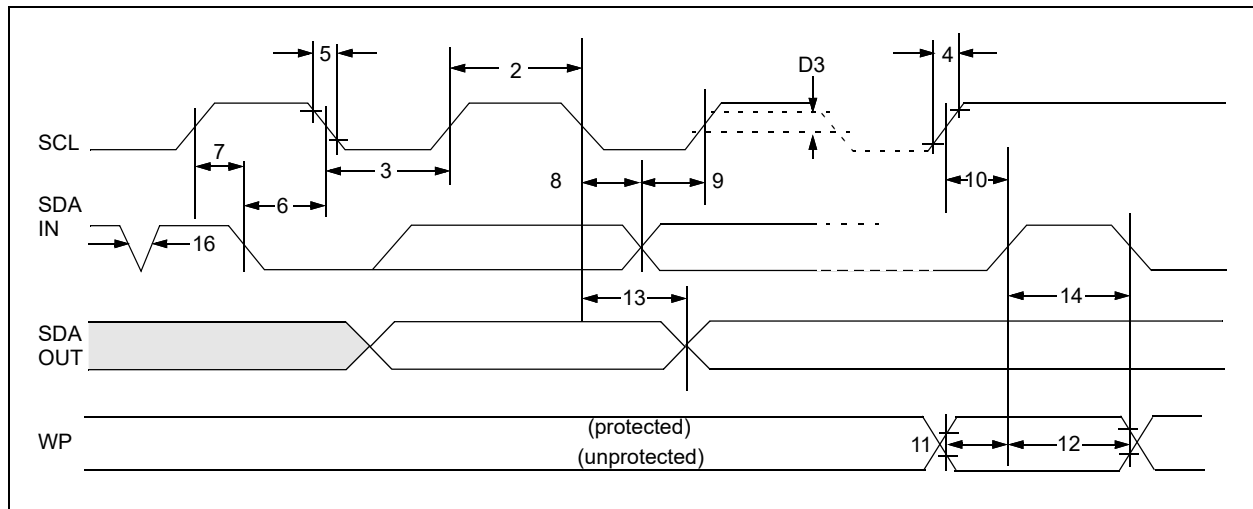 5
2
4
D3
SCL
7
3
8
9
10
SDA
IN
6
16
13
14
SDA
OUT
WP
(protected)
(unprotected)
11
12